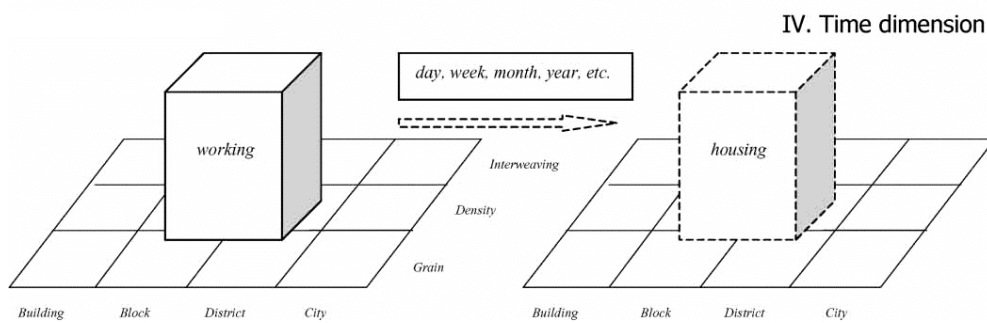 IV. Time dimension
day, week, month, year, etc.
working
housing
Interweaving
Density
Grain
Building Block District City
Building Block District City